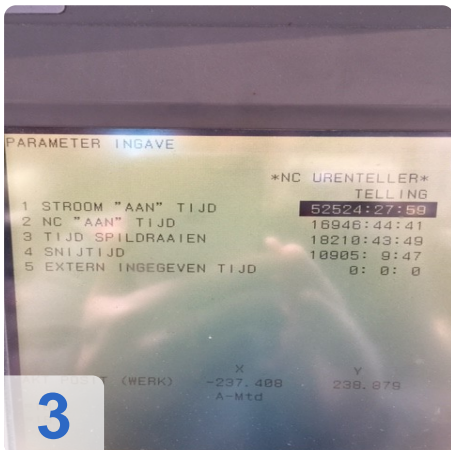 PARAMETER INGAVE
*NC URENTELLER*
TELLING
1 STROOM "AAN" TIJD 52524:27:59
2 NC "AAN" TIJD 16946:44:41
3 TIJD SPILDRAAIEN 18210:43:49
4 SNIJTIJD 10905: 9:47
5 EXTERN INGEGEVEN TIJD 0: 0: 0
X Y
POSIT (WERK) -237.408 238.879
A-Mtd
3